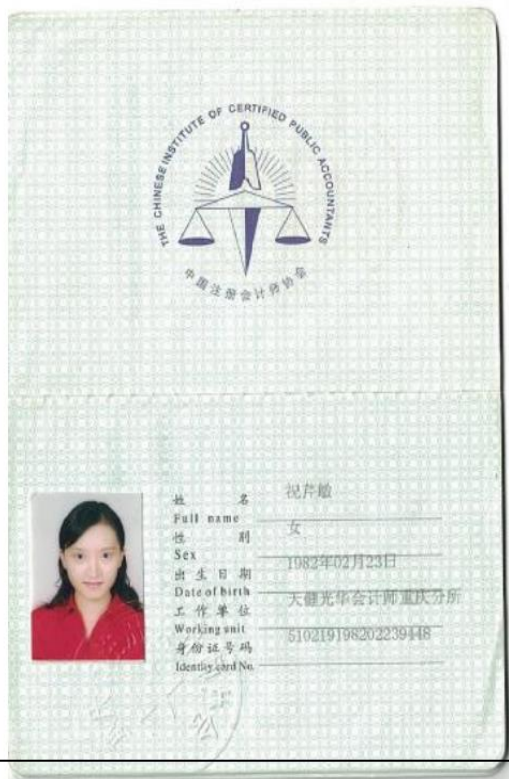 THE CHINESE INSTITUTE OF CERTIFIED PUBLIC ACCOUNTANTS
中国注册会计师协会
姓 名
Full name
祝芹敏
性 别
Sex
女
出生日期
Date of birth
1982年02月23日
工作单位
Working unit
天健光华会计师重庆分所
身份证号码
Identity card No.
510219198202239448